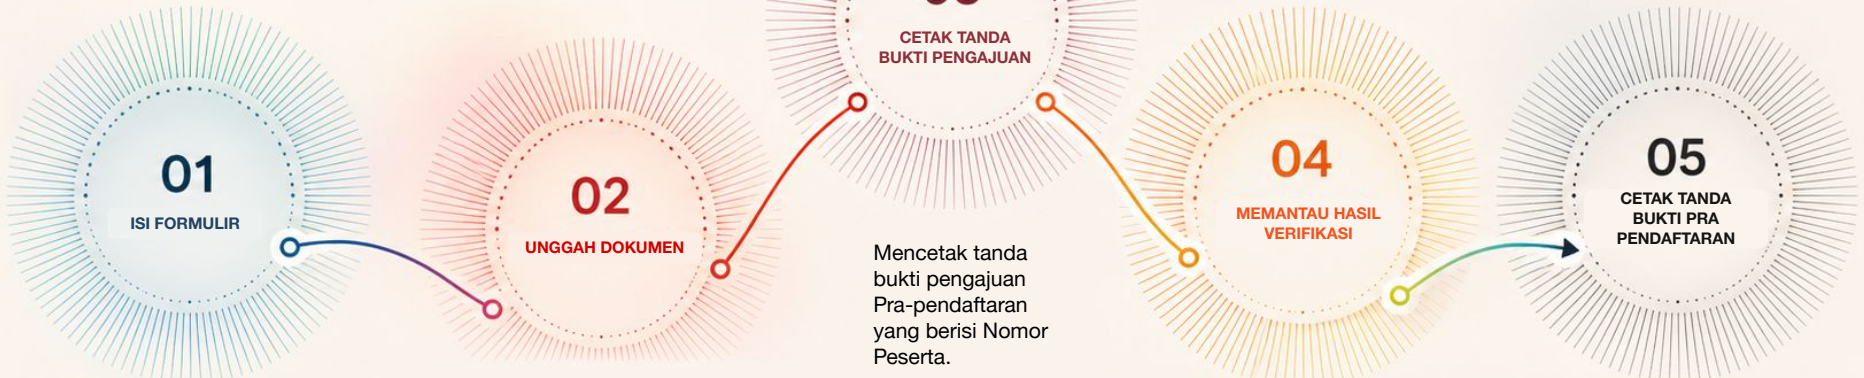 01
ISI FORMULIR
02
UNGGAH DOKUMEN
CETAK TANDA
BUKTI PENGAJUAN
Mencetak tanda
bukti pengajuan
Pra-pendaftaran
yang berisi Nomor
Peserta.
04
MEMANTAU HASIL
VERIFIKASI
05
CETAK TANDA
BUKTI PRA
PENDAFTARAN